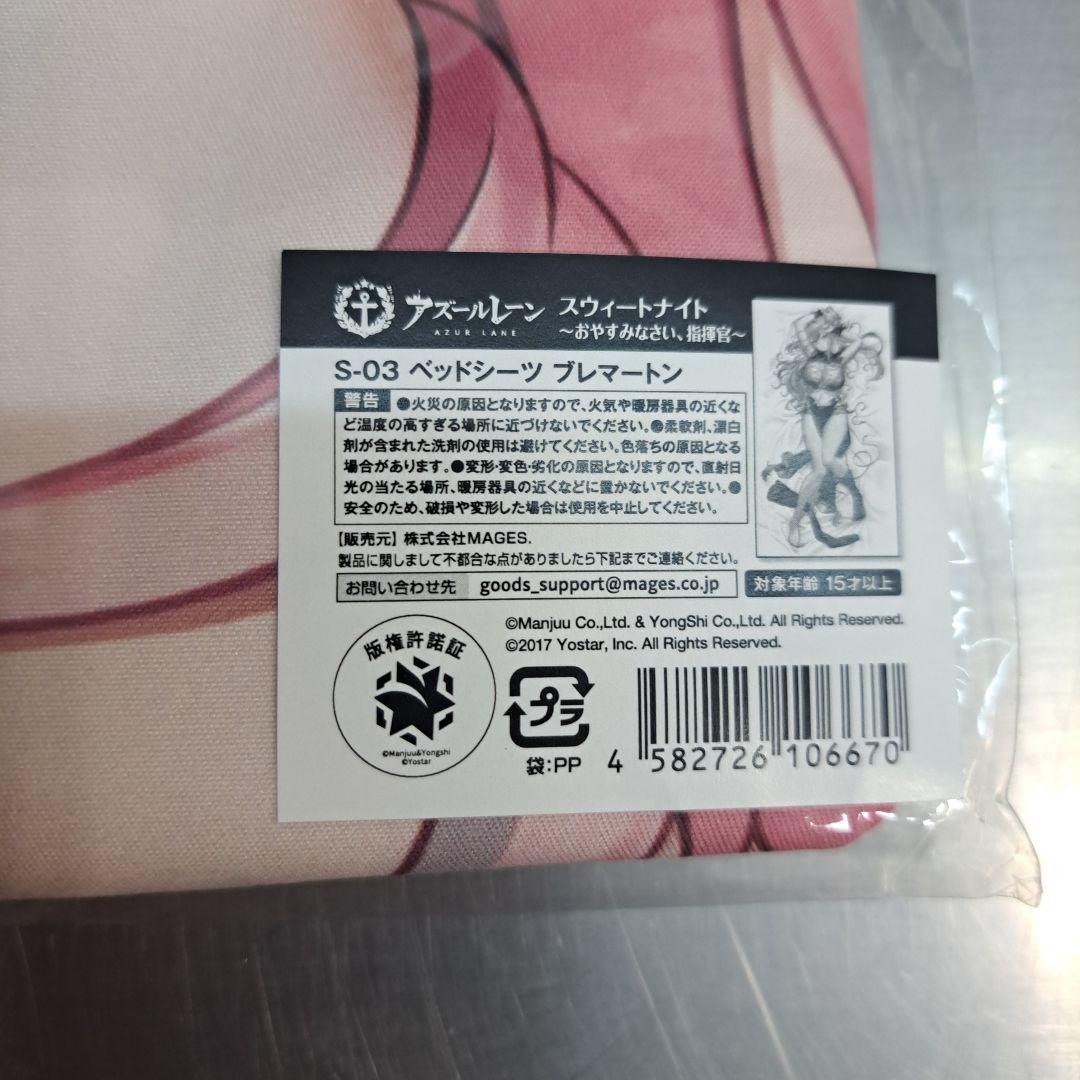 アズールレーン
AZUR LANE
スウィートナイト
～おやすみなさい、指揮官～
S-03 ベッドシーツ ブレマートン
警告 ●火災の原因となりますので、火気や暖房器具の近くな
ど温度の高すぎる場所に近づけないでください。●柔軟剤、漂白
剤が含まれた洗剤の使用は避けてください。色落ちの原因となる
場合があります。●変形・変色・劣化の原因となりますので、直射日
光の当たる場所、暖房器具の近くなどに置かないでください。●
安全のため、破損や変形した場合は使用を中止してください。
【販売元】株式会社MAGES.
製品に関しまして不都合な点がありましたら下記までご連絡ください。
お問い合わせ先 goods_support@mages.co.jp
対象年齢 15才以上
©Manjuu Co.,Ltd. & YongShi Co.,Ltd. All Rights Reserved.
©2017 Yostar, Inc. All Rights Reserved.
版権許諾証
©Manjuu&Yongshi
©Yostar
プラ
袋:PP
4 582726 106670